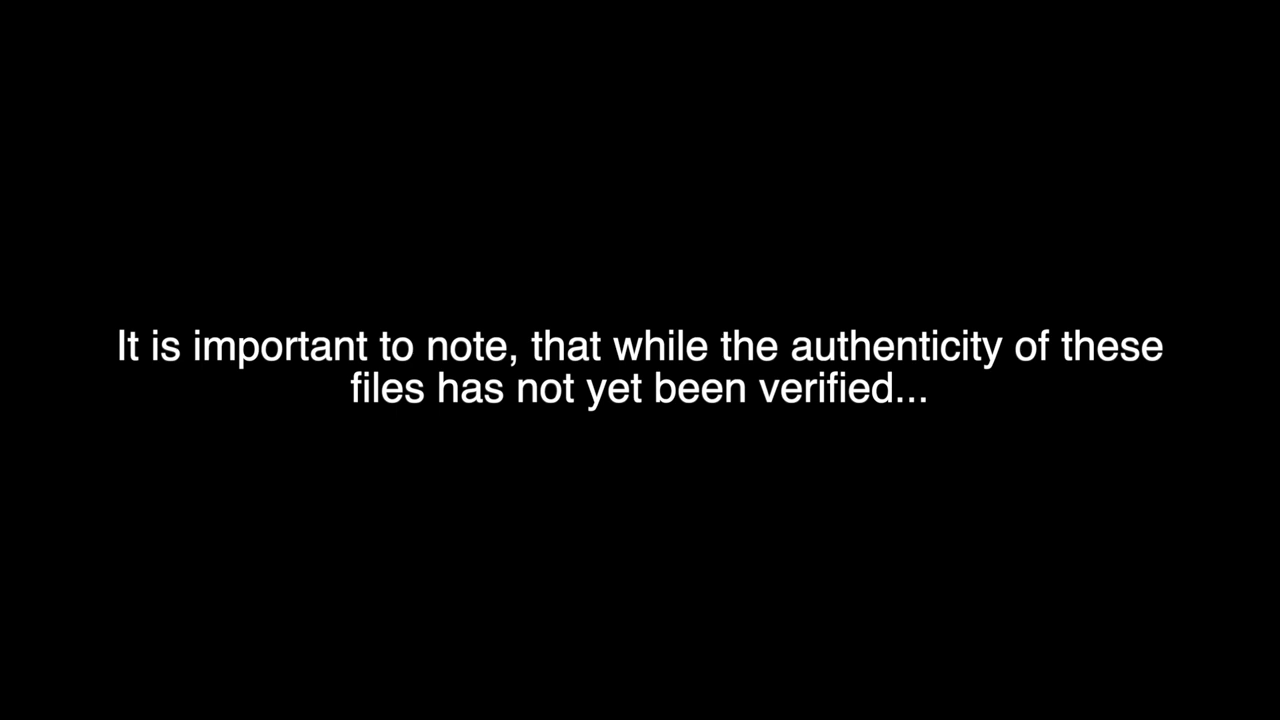 It is important to note, that while the authenticity of these
files has not yet been verified...